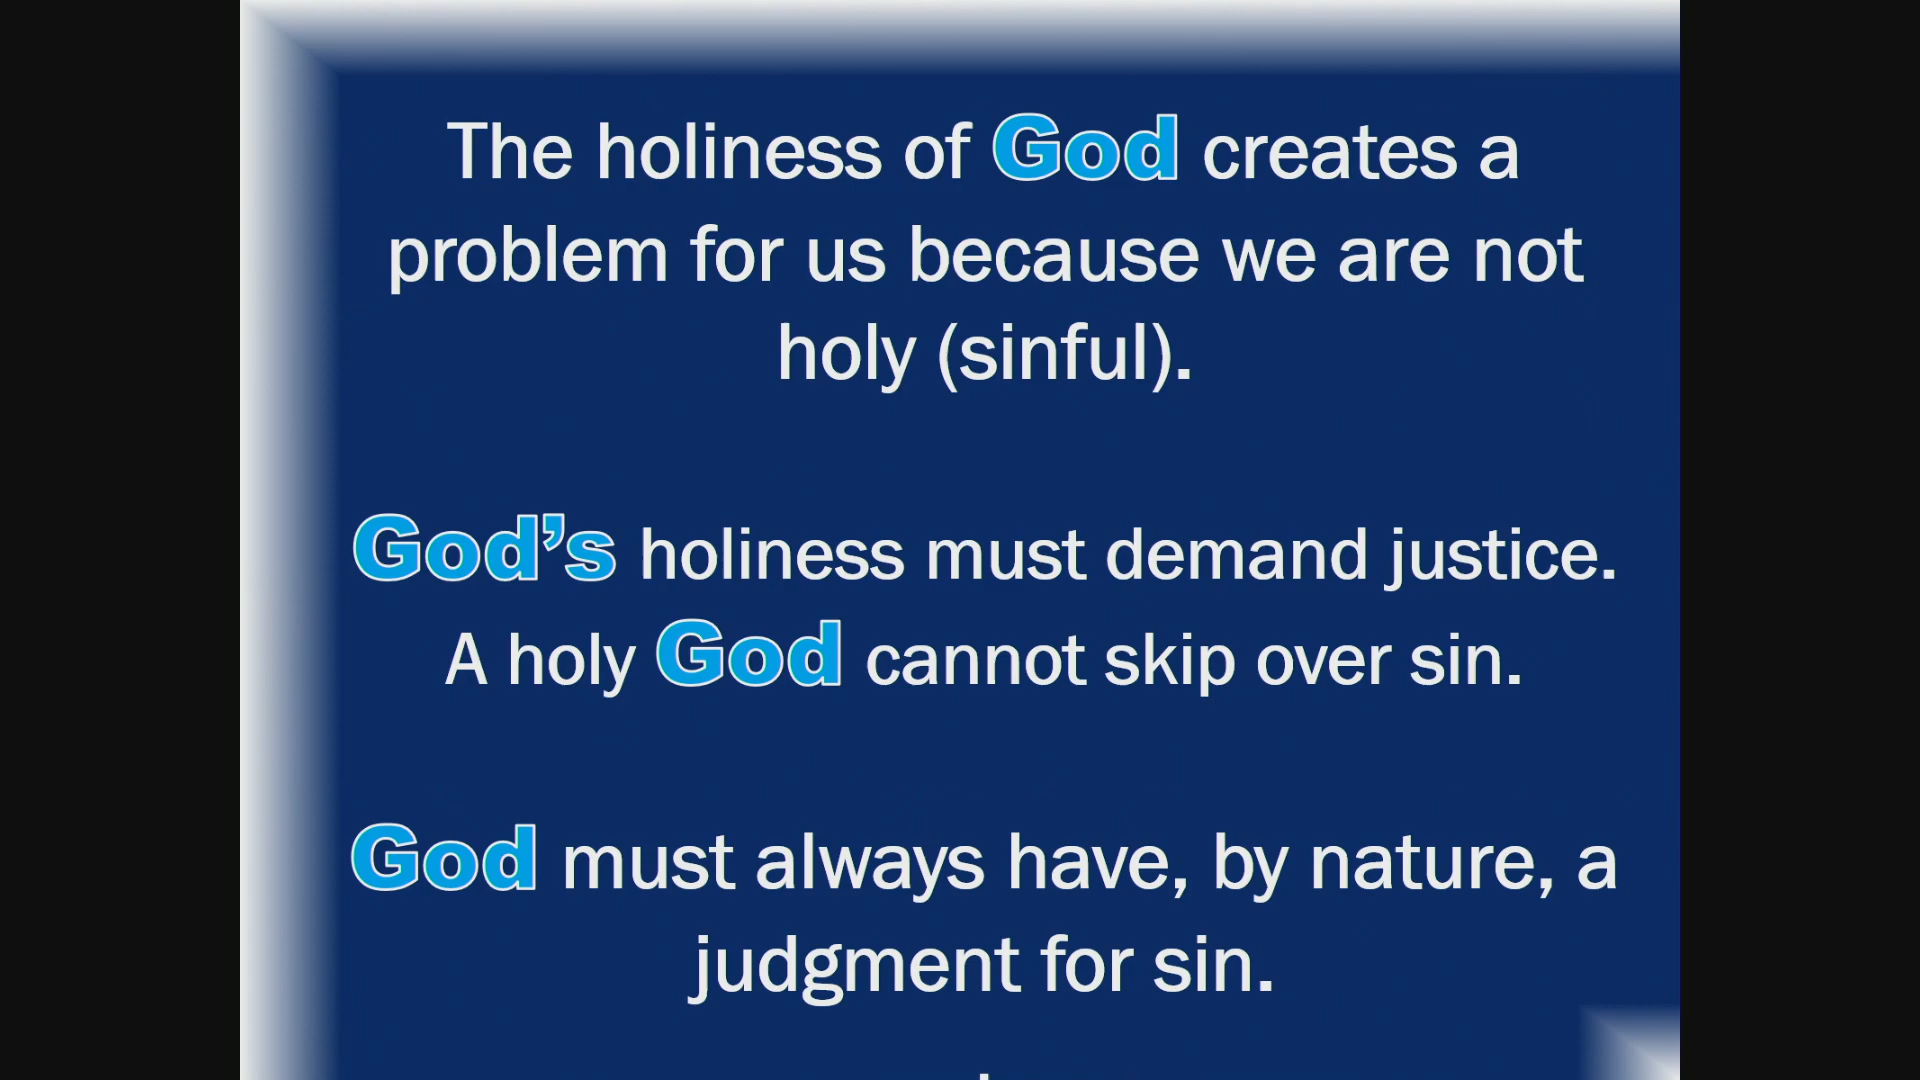 The holiness of God creates a
problem for us because we are not
holy (sinful).
God’s holiness must demand justice.
A holy God cannot skip over sin.
God must always have, by nature, a
judgment for sin.